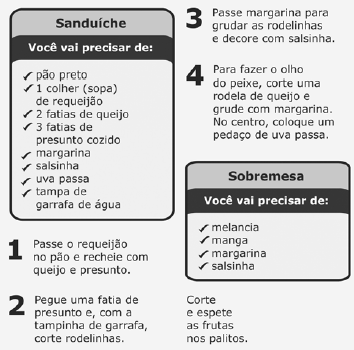 Sanduíche
Você vai precisar de:
pão preto
1 colher (sopa)
de requeijão
2 fatias de queijo
3 fatias de
presunto cozido
margarina
salsinha
uva passa
tampa de
garrafa de água
1 Passe o requeijão
no pão e recheie com
queijo e presunto.
2 Pegue uma fatia de
presunto e, com a
tampinha de garrafa,
corte rodelinhas.
3 Passe margarina para
grudar as rodelinhas
e decore com salsinha.
4 Para fazer o olho
do peixe, corte uma
rodela de queijo e
grude com margarina.
No centro, coloque um
pedaço de uva passa.
Sobremesa
Você vai precisar de:
melancia
manga
margarina
salsinha
Corte
e espete
as frutas
nos palitos.